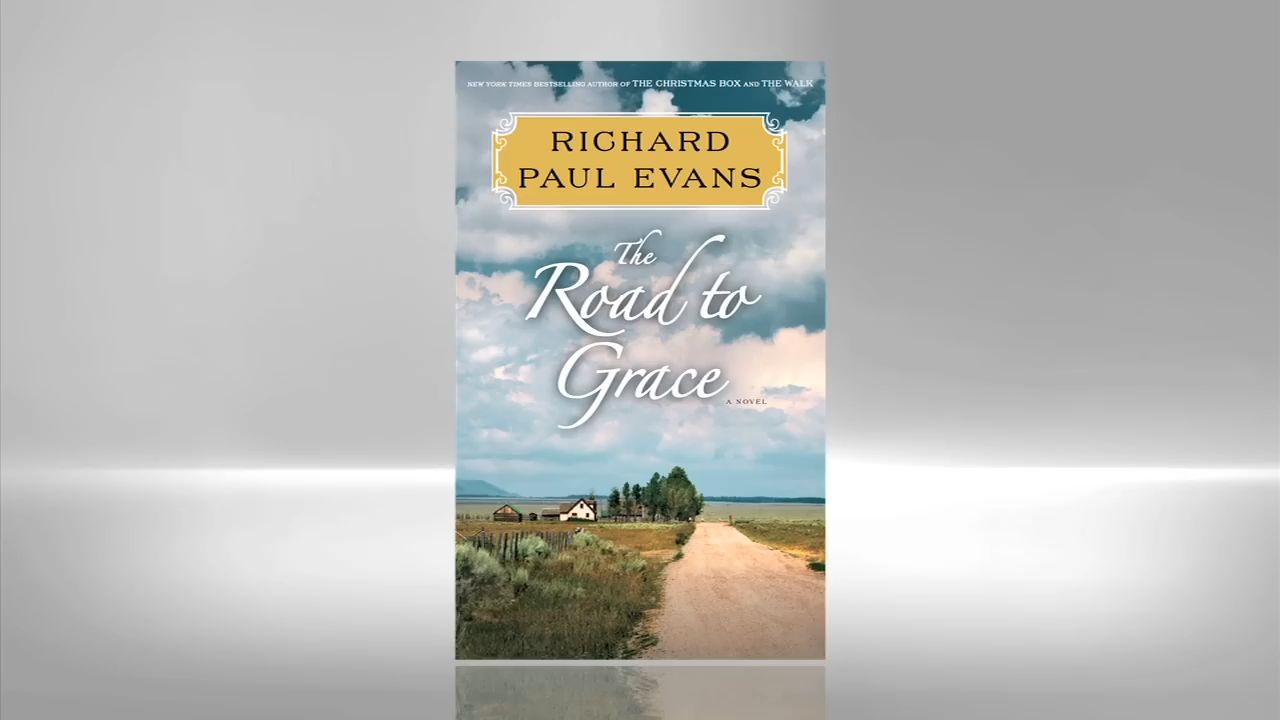 NEW YORK TIMES BESTSELLING AUTHOR OF THE CHRISTMAS BOX AND THE WALK
RICHARD
PAUL EVANS
The
Road to
Grace
A NOVEL